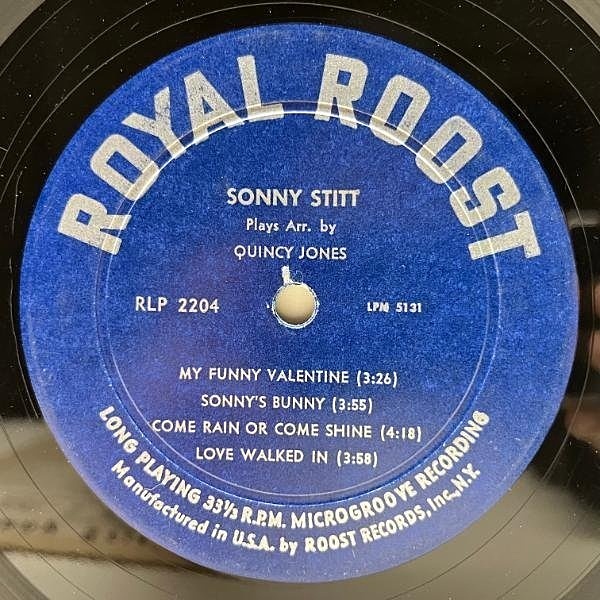 ROYAL ROOST
SONNY STITT
Plays Arr. by
QUINCY JONES
RLP 2204
LPM 5131
MY FUNNY VALENTINE (3:26)
SONNY'S BUNNY (3:55)
COME RAIN OR COME SHINE (4:18)
LOVE WALKED IN (3:58)
LONG PLAYING 33⅓ R.P.M. MICROGROOVE RECORDING
Manufactured in U.S.A. by ROOST RECORDS, Inc., N.Y.